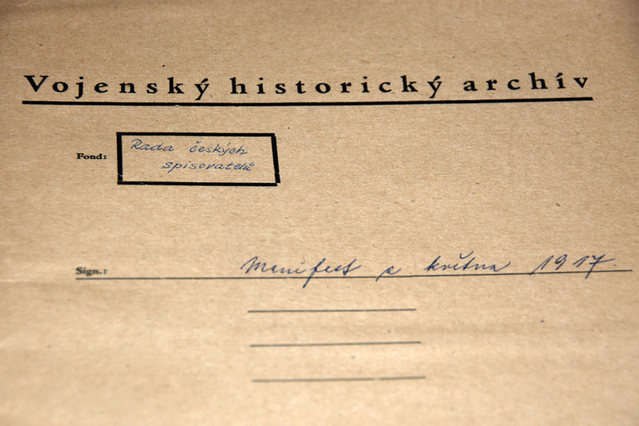 Vojenský historický archív
Fond:
Rada českých
spisovatelů
Sign.:
Manifest z května 1917.